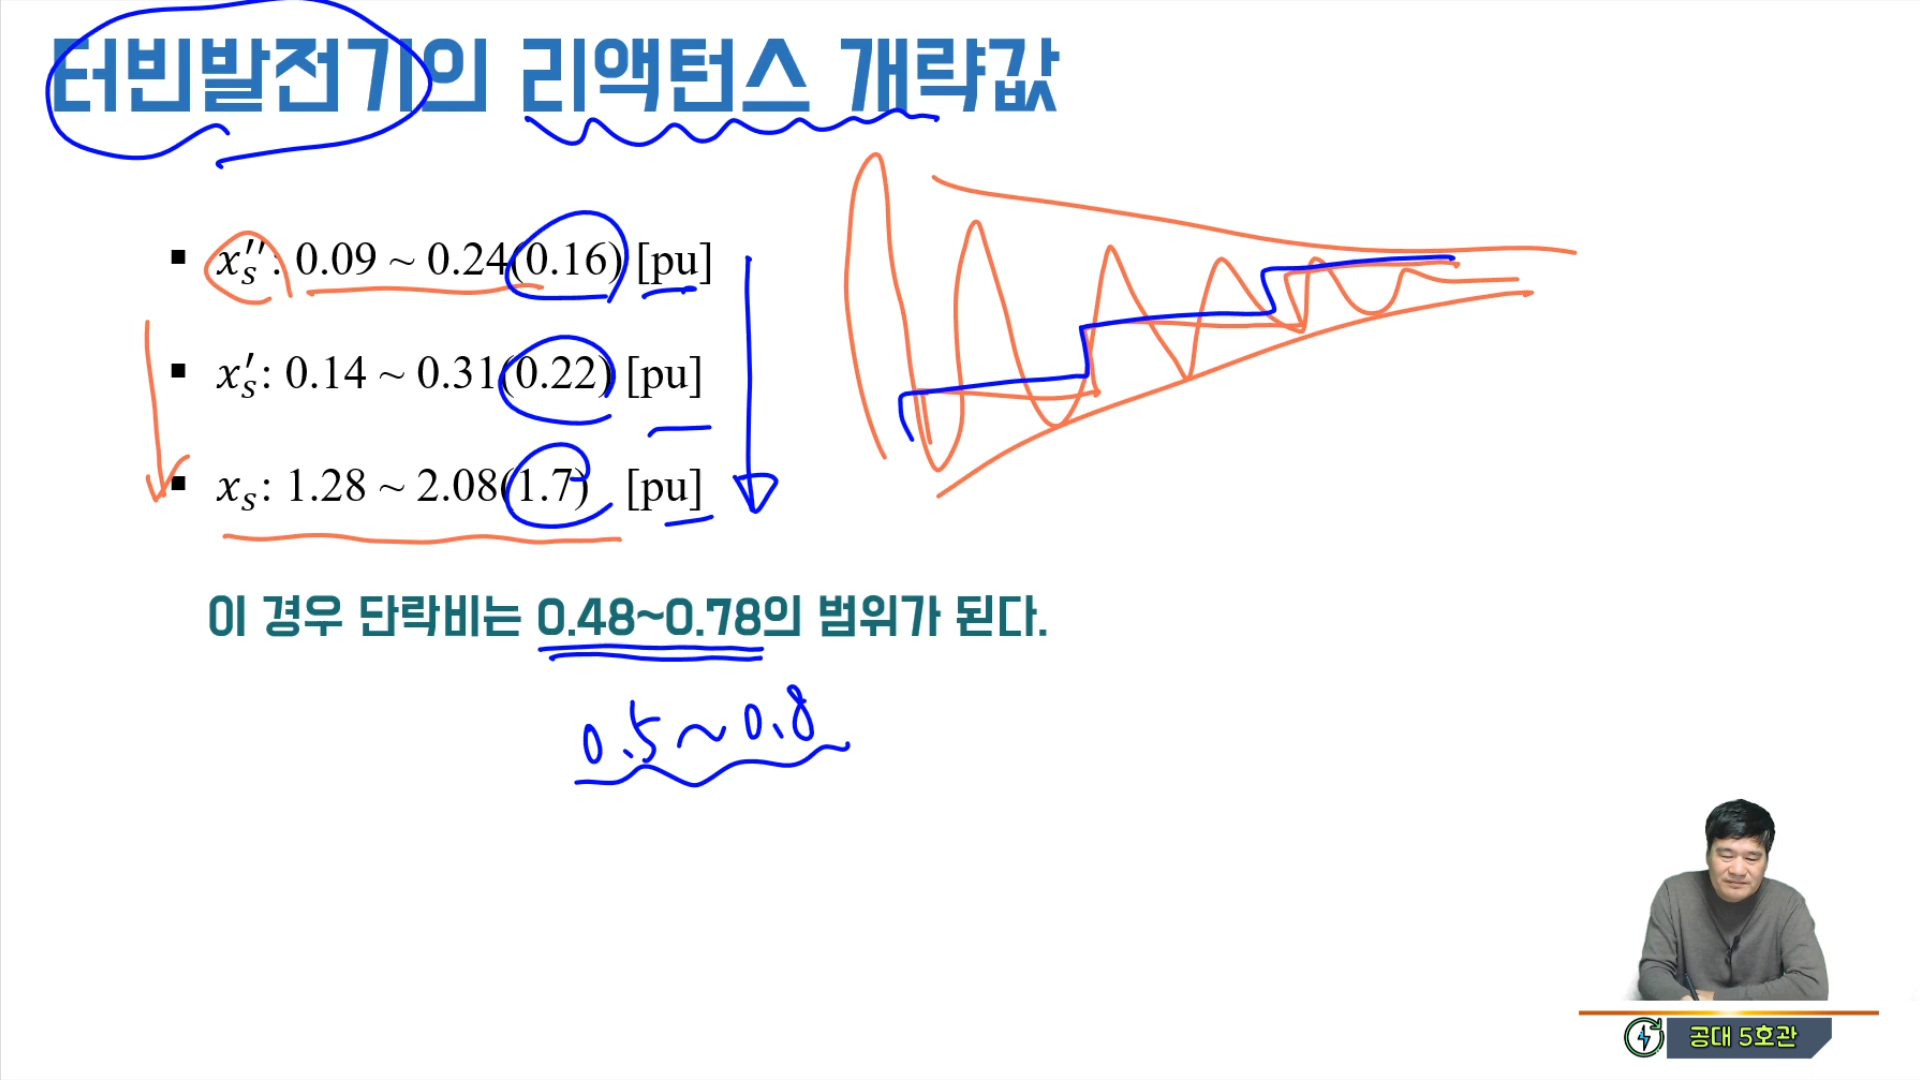 터빈발전기의 리액턴스 개략값
▪ xₛ″: 0.09 ~ 0.24(0.16) [pu]
▪ xₛ′: 0.14 ~ 0.31(0.22) [pu]
▪ xₛ: 1.28 ~ 2.08(1.7) [pu]
이 경우 단락비는 0.48~0.78의 범위가 된다.
0.5~0.8
공대 5호관